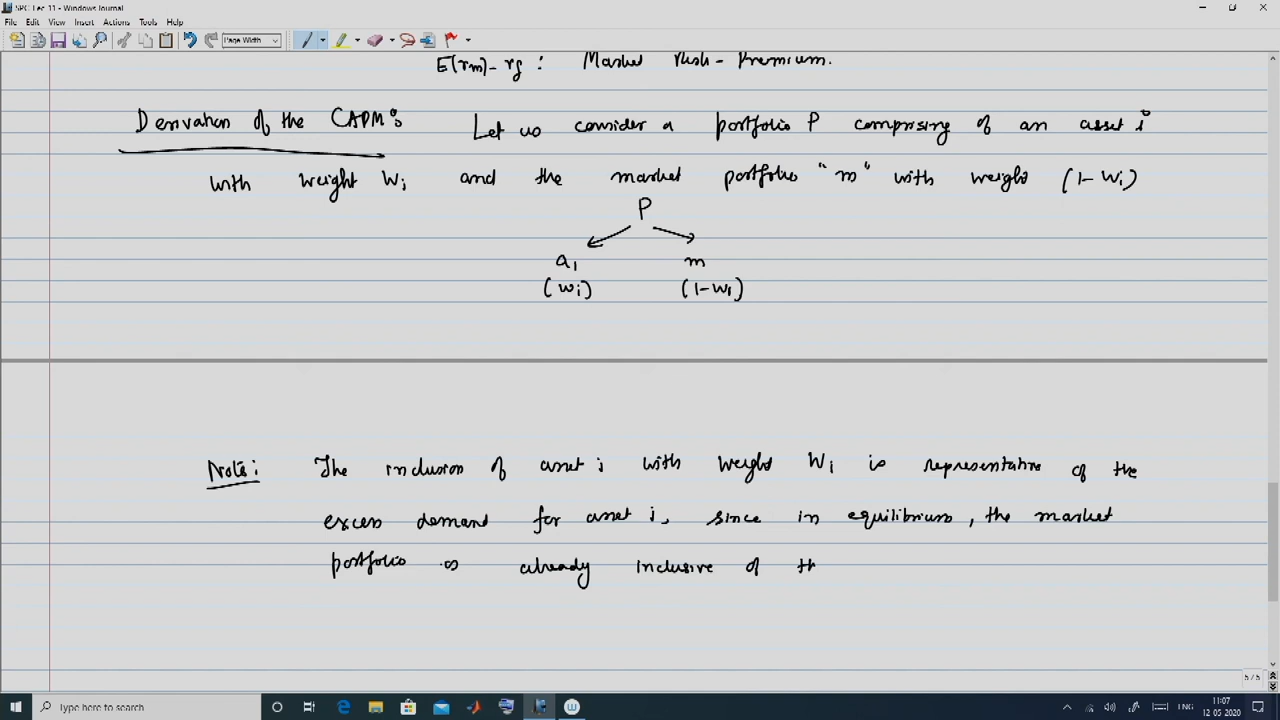 SPC Lec 11 - Windows Journal
File Edit View Insert Actions Tools Help
Page Width
E(rm) - rf : Market Risk - Premium.
Derivation of the CAPM: Let us consider a portfolio P comprising of an asset i
with weight wi and the market portfolio "m" with weight (1 - wi)
P
ai m
(wi) (1 - wi)
Note: The inclusion of asset i with weight wi is representative of the
excess demand for asset i, since in equilibrium, the market
portfolio is already inclusive of th
5/5
Type here to search
11:07
12-05-2020